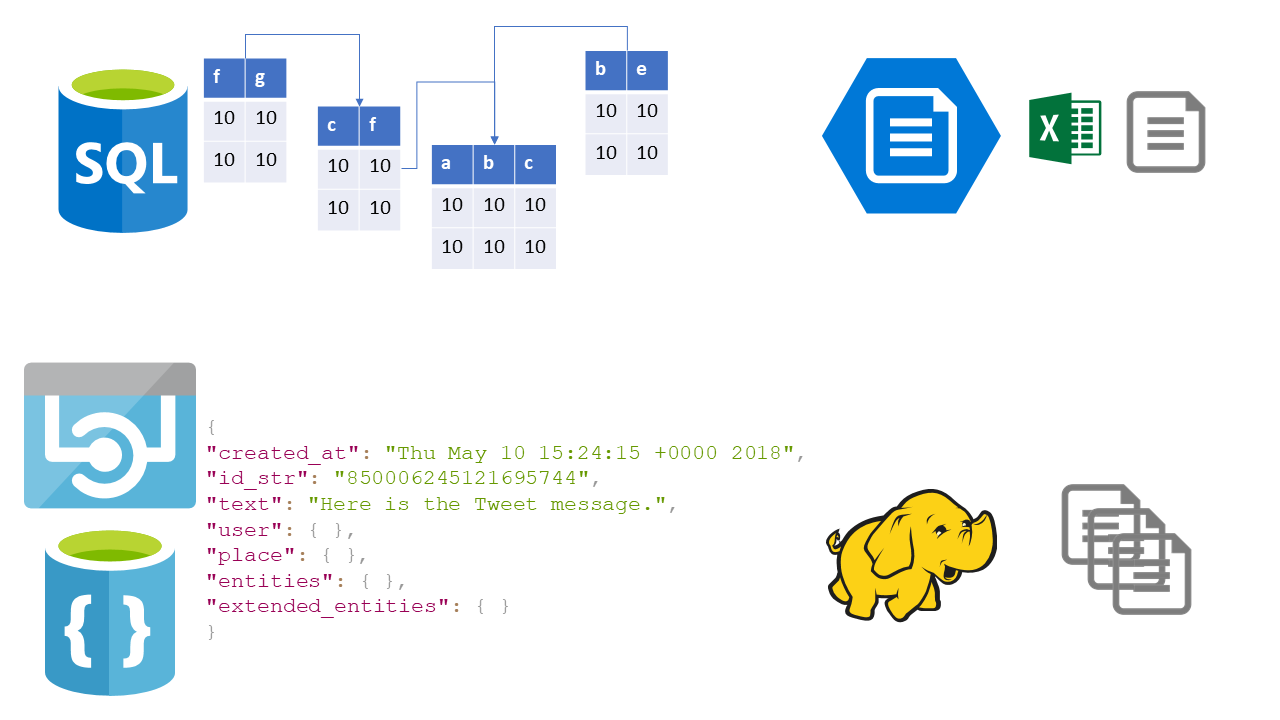 SQL
f g
10 10
10 10
c f
10 10
10 10
a b c
10 10 10
10 10 10
b e
10 10
10 10
X
{
"created_at": "Thu May 10 15:24:15 +0000 2018",
"id_str": "850006245121695744",
"text": "Here is the Tweet message.",
"user": { },
"place": { },
"entities": { },
"extended_entities": { }
}
{ }